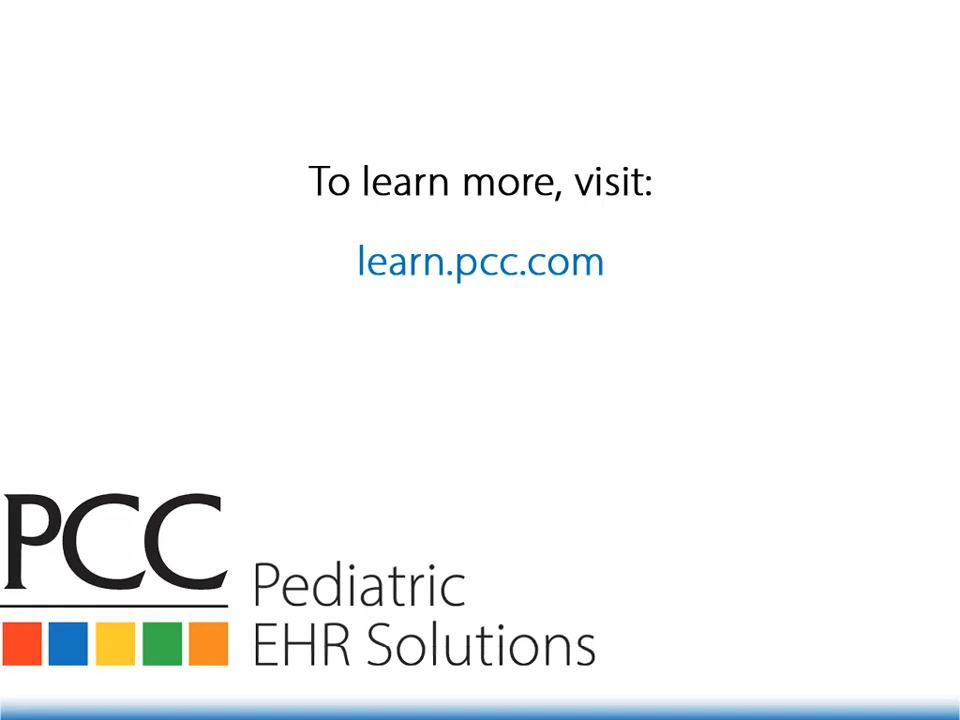 To learn more, visit:
learn.pcc.com
PCC
Pediatric
EHR Solutions